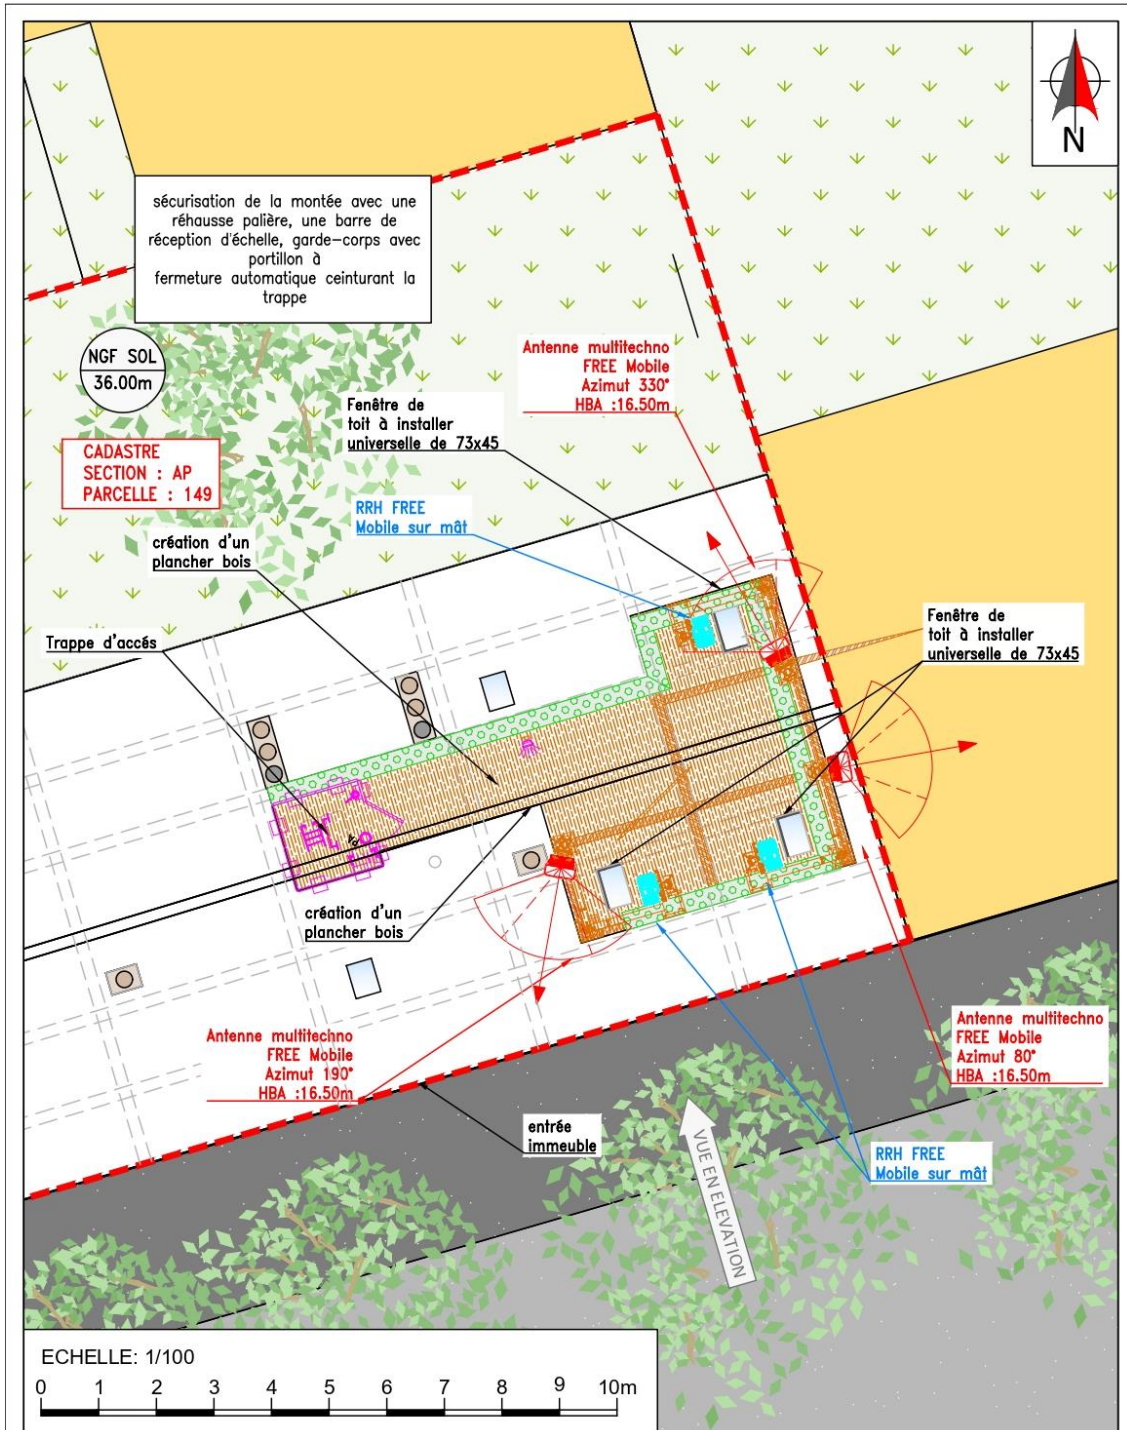 N
sécurisation de la montée avec une
réhausse palière, une barre de
réception d'échelle, garde-corps avec
portillon à
fermeture automatique ceinturant la
trappe
NGF SOL
36.00m
Antenne multitechno
FREE Mobile
Azimut 330°
HBA :16.50m
Fenêtre de
toit à installer
universelle de 73x45
CADASTRE
SECTION : AP
PARCELLE : 149
RRH FREE
Mobile sur mât
création d'un
plancher bois
Trappe d'accés
Fenêtre de
toit à installer
universelle de 73x45
création d'un
plancher bois
Antenne multitechno
FREE Mobile
Azimut 190°
HBA :16.50m
Antenne multitechno
FREE Mobile
Azimut 80°
HBA :16.50m
entrée
immeuble
RRH FREE
Mobile sur mât
VUE EN ELEVATION
ECHELLE: 1/100
0 1 2 3 4 5 6 7 8 9 10m